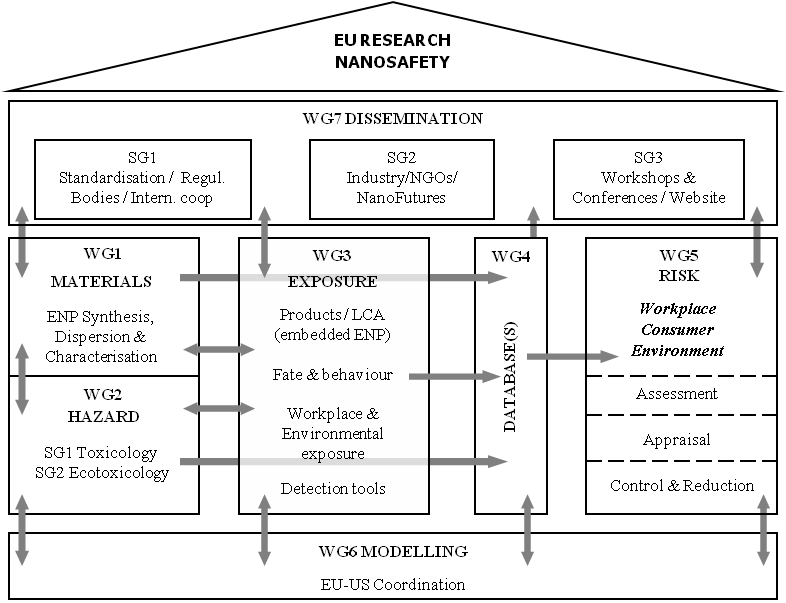 EU RESEARCH
NANOSAFETY
WG7 DISSEMINATION
SG1
Standardisation / Regul.
Bodies / Intern. coop
SG2
Industry/NGOs/
NanoFutures
SG3
Workshops &
Conferences / Website
WG1
MATERIALS
ENP Synthesis,
Dispersion &
Characterisation
WG2
HAZARD
SG1 Toxicology
SG2 Ecotoxicology
WG3
EXPOSURE
Products / LCA
(embedded ENP)
Fate & behaviour
Workplace &
Environmental
exposure
Detection tools
WG4
DATABASE(S)
WG5
RISK
Workplace
Consumer
Environment
Assessment
Appraisal
Control & Reduction
WG6 MODELLING
EU-US Coordination